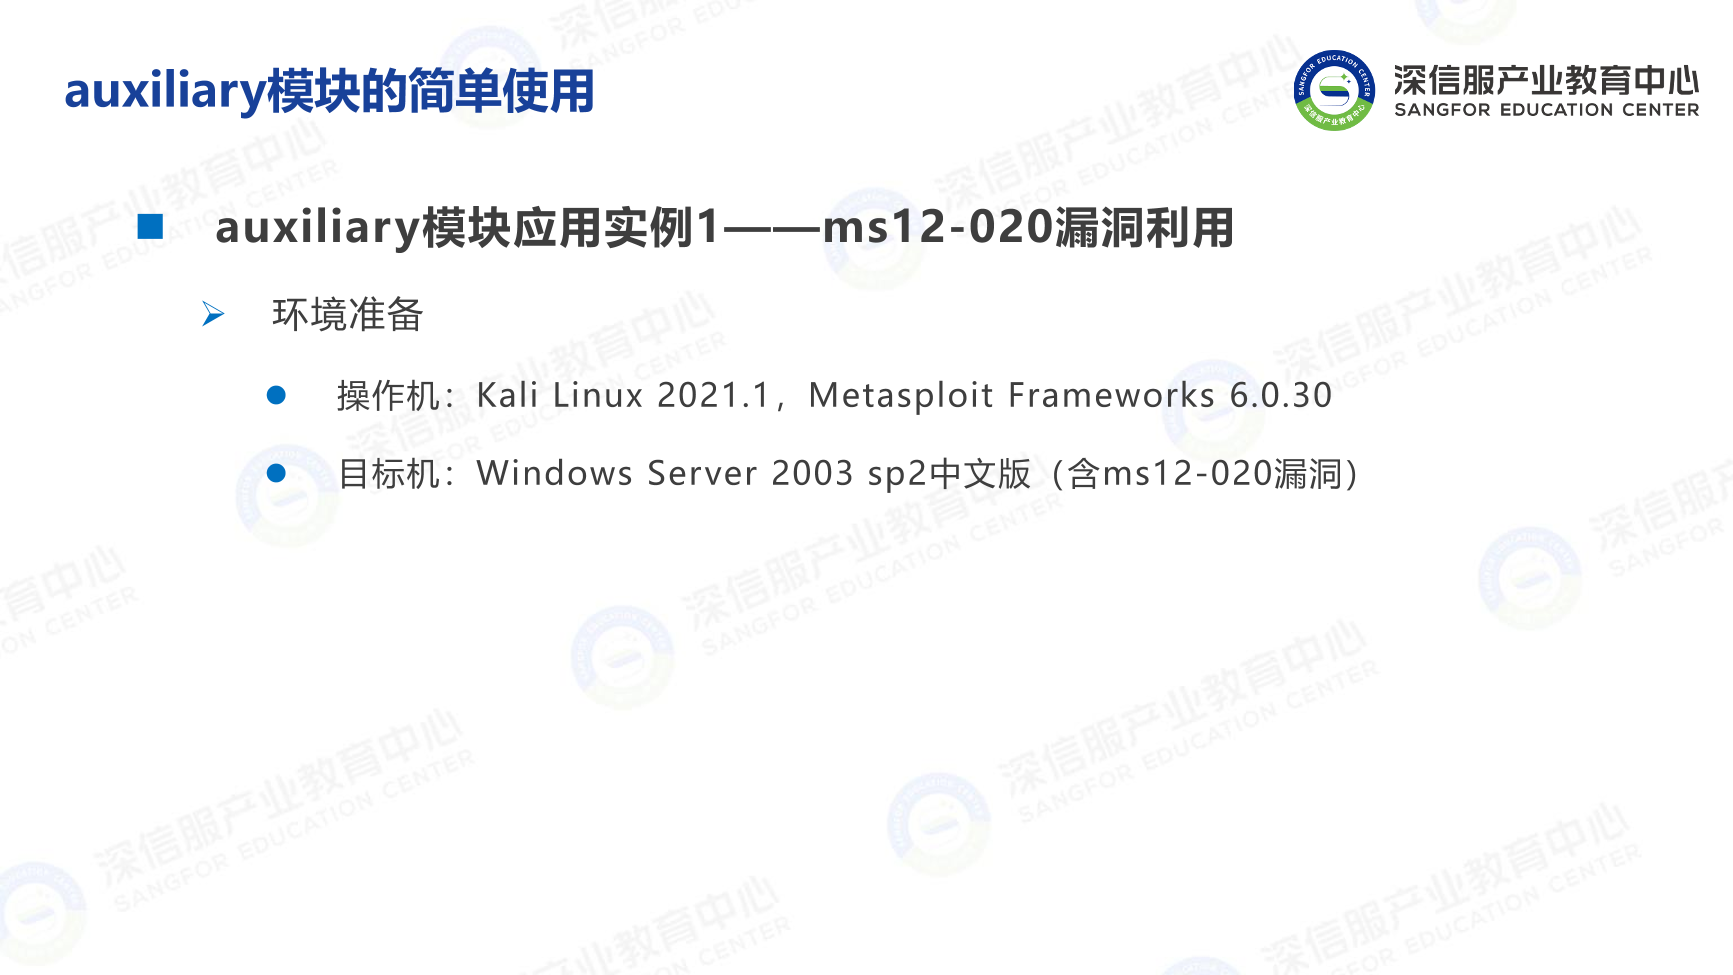 auxiliary模块的简单使用
深信服产业教育中心
SANGFOR EDUCATION CENTER
auxiliary模块应用实例1——ms12-020漏洞利用
环境准备
操作机：Kali Linux 2021.1，Metasploit Frameworks 6.0.30
目标机：Windows Server 2003 sp2中文版（含ms12-020漏洞）